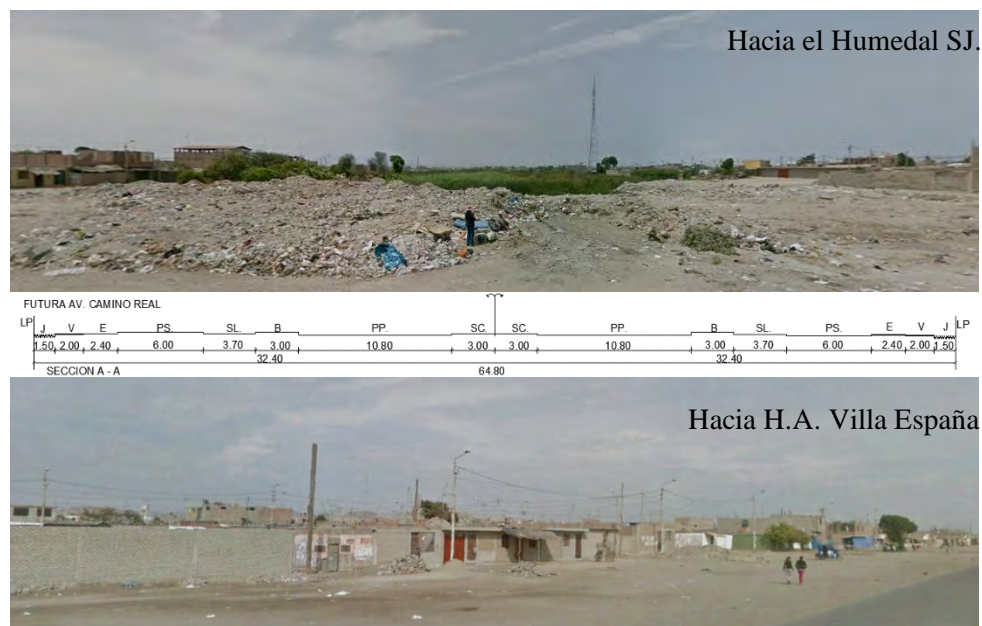 Hacia el Humedal SJ.
FUTURA AV. CAMINO REAL
LP J V E PS. SL. B PP. SC. SC. PP. B SL. PS. E V J LP
1.50 2.00 2.40 6.00 3.70 3.00 10.80 3.00 3.00 10.80 3.00 3.70 6.00 2.40 2.00 1.50
32.40 32.40
SECCION A - A 64.80
Hacia H.A. Villa España